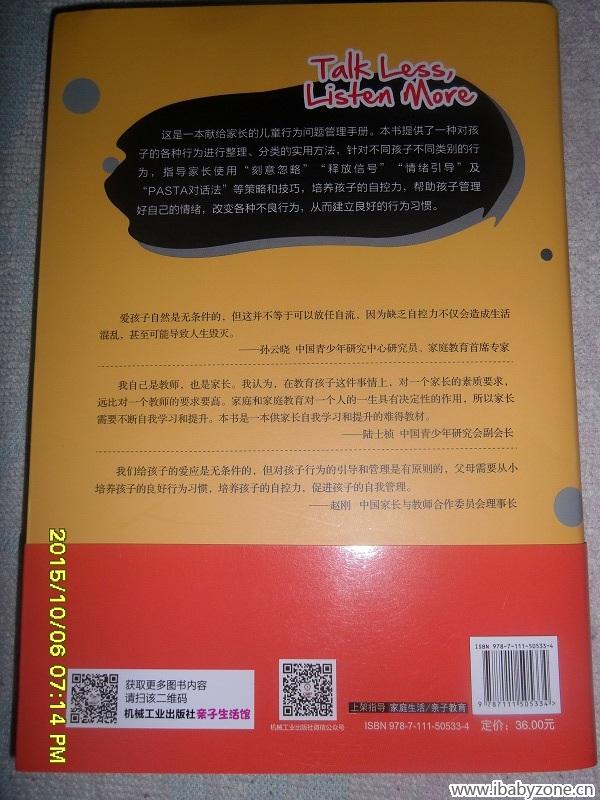 Talk Less,
Listen More
这是一本献给家长的儿童行为问题管理手册。本书提供了一种对孩
子的各种行为进行整理、分类的实用方法，针对不同孩子不同类别的行
为，指导家长使用“刻意忽略”“释放信号”“情绪引导”及
“PASTA对话法”等策略和技巧，培养孩子的自控力，帮助孩子管理
好自己的情绪，改变各种不良行为，从而建立良好的行为习惯。
爱孩子自然是无条件的，但这并不等于可以放任自流，因为缺乏自控力不仅会造成生活
混乱，甚至可能导致人生毁灭。
——孙云晓 中国青少年研究中心研究员、家庭教育首席专家
我自己是教师，也是家长。我认为，在教育孩子这件事情上，对一个家长的素质要求，
远比对一个教师的要求要高。家庭和家庭教育对一个人的一生具有决定性的作用，所以家长
需要不断自我学习和提升。本书是一本供家长自我学习和提升的难得教材。
——陆士桢 中国青少年研究会副会长
我们给孩子的爱应是无条件的，但对孩子行为的引导和管理是有原则的，父母需要从小
培养孩子的良好行为习惯，培养孩子的自控力，促进孩子的自我管理。
——赵刚 中国家长与教师合作委员会理事长
2015/10/06 07:14 PM
获取更多图书内容
请扫该二维码
机械工业出版社亲子生活馆
机械工业出版社微信公众号
上架指导 家庭生活/亲子教育
ISBN 978-7-111-50533-4 定价：36.00元
ISBN 978-7-111-50533-4
9 787111 505334 >
www.ibabyzone.cn